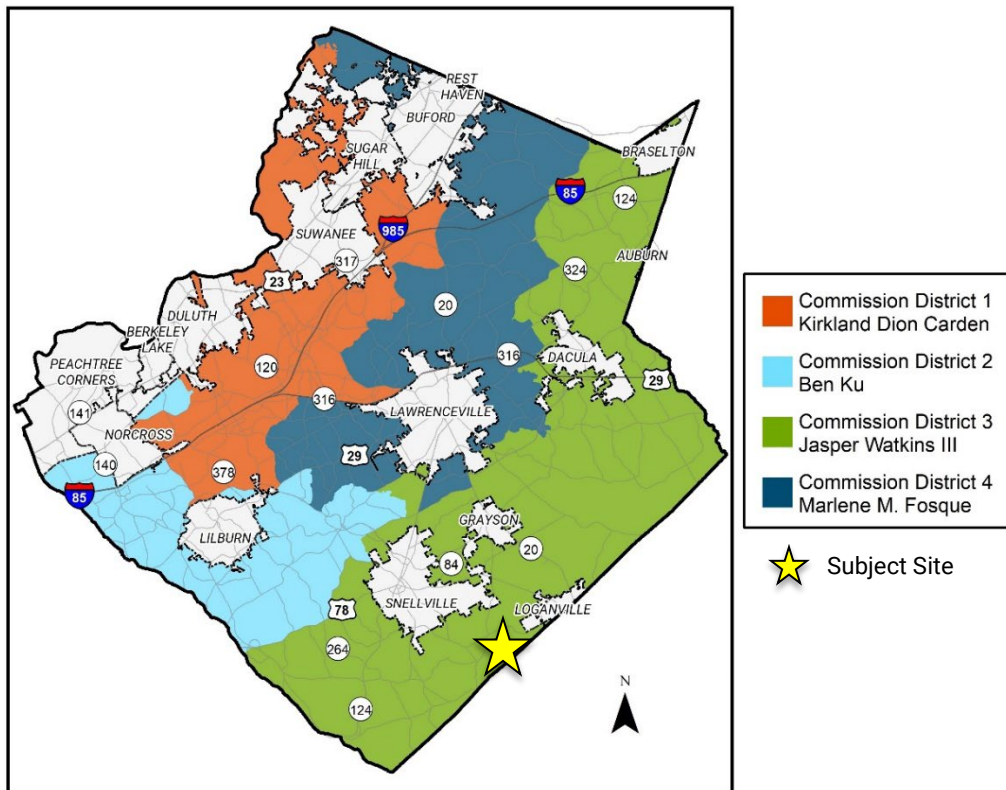 REST
HAVEN
BUFORD
SUGAR
HILL
BRASELTON
85
124
985
SUWANEE
317
AUBURN
23
324
DULUTH
BERKELEY
LAKE
20
PEACHTREE
CORNERS
120
316
DACULA
29
141
316
LAWRENCEVILLE
NORCROSS
29
140
378
85
LILBURN
GRAYSON
20
84
78
SNELLVILLE
LOGANVILLE
264
124
N
Commission District 1
Kirkland Dion Carden
Commission District 2
Ben Ku
Commission District 3
Jasper Watkins III
Commission District 4
Marlene M. Fosque
Subject Site